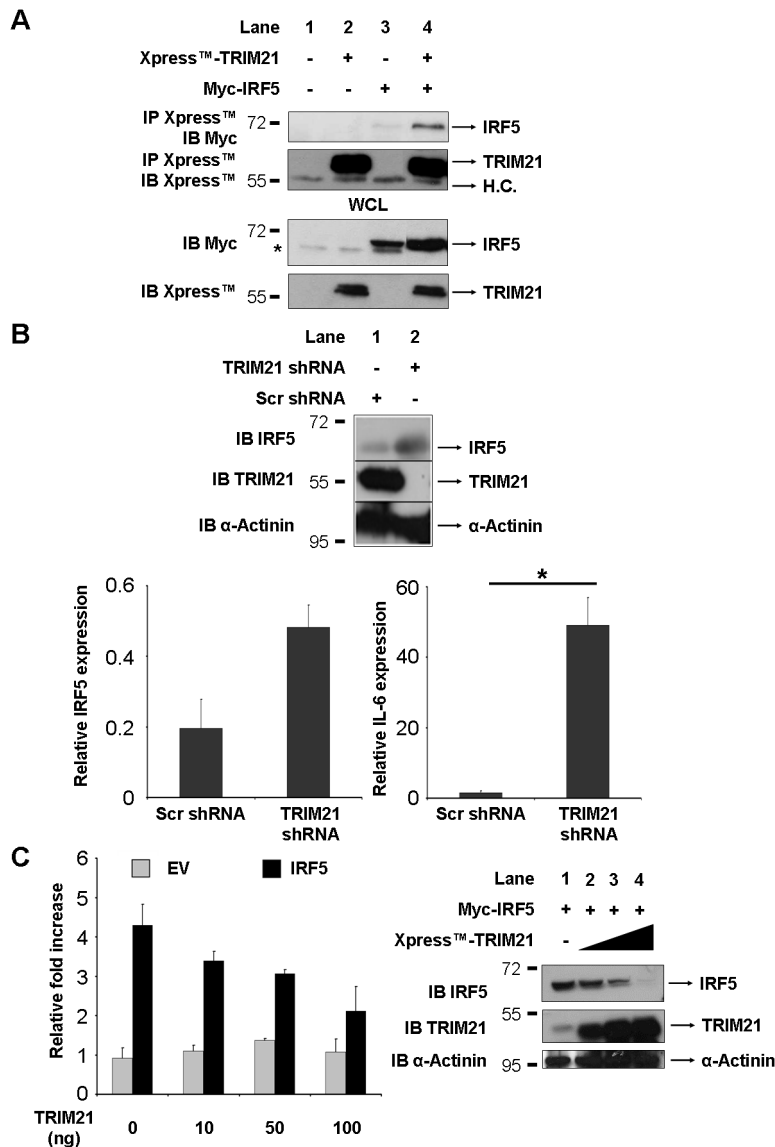 A
Lane 1 2 3 4
Xpress™-TRIM21 - + - +
Myc-IRF5 - - + +
IP Xpress™
IB Myc
72
IRF5
IP Xpress™
IB Xpress™
55
TRIM21
H.C.
WCL
IB Myc
72
*
IRF5
IB Xpress™
55
TRIM21
B
Lane 1 2
TRIM21 shRNA - +
Scr shRNA + -
72
IB IRF5
IRF5
IB TRIM21 55
TRIM21
IB α-Actinin
α-Actinin
95
Relative IRF5 expression
0.6
0.4
0.2
0
Scr shRNA
TRIM21
shRNA
Relative IL-6 expression
60
40
20
0
*
Scr shRNA
TRIM21
shRNA
C
EV
IRF5
Relative fold increase
6
5
4
3
2
1
0
TRIM21
(ng)
0 10 50 100
Lane 1 2 3 4
Myc-IRF5 + + + +
Xpress™-TRIM21 -
72
IB IRF5
IRF5
55
IB TRIM21
TRIM21
IB α-Actinin
95
α-Actinin